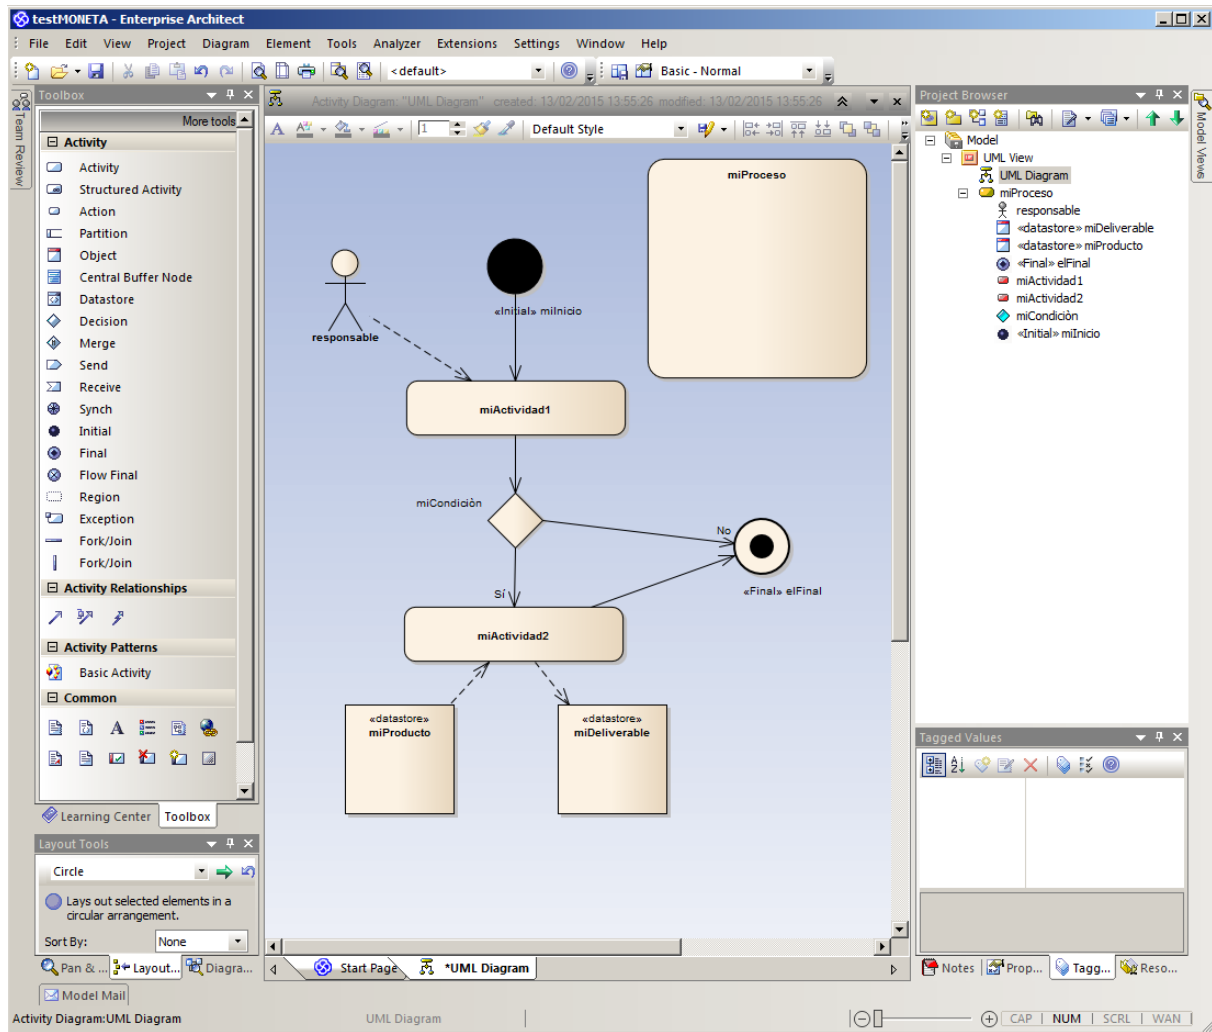 testMONETA - Enterprise Architect
File Edit View Project Diagram Element Tools Analyzer Extensions Settings Window Help
<default> Basic - Normal
Team Review
Toolbox
More tools
Activity
Activity
Structured Activity
Action
Partition
Object
Central Buffer Node
Datastore
Decision
Merge
Send
Receive
Synch
Initial
Final
Flow Final
Region
Exception
Fork/Join
Fork/Join
Activity Relationships
Activity Patterns
Basic Activity
Common
Learning Center Toolbox
Layout Tools
Circle
Lays out selected elements in a
circular arrangement.
Sort By: None
Pan & ... Layout... Diagra...
Model Mail
Activity Diagram: "UML Diagram" created: 13/02/2015 13:55:26 modified: 13/02/2015 13:55:26
1 Default Style
miProceso
responsable
«Initial» miInicio
miActividad1
miCondiciòn
No
Sí
«Final» elFinal
miActividad2
«datastore»
miProducto
«datastore»
miDeliverable
Start Page *UML Diagram
Project Browser
Model
UML View
UML Diagram
miProceso
responsable
«datastore» miDeliverable
«datastore» miProducto
«Final» elFinal
miActividad1
miActividad2
miCondiciòn
«Initial» miInicio
Model Views
Tagged Values
Notes Prop... Tagg... Reso...
Activity Diagram:UML Diagram UML Diagram CAP NUM SCRL WAN